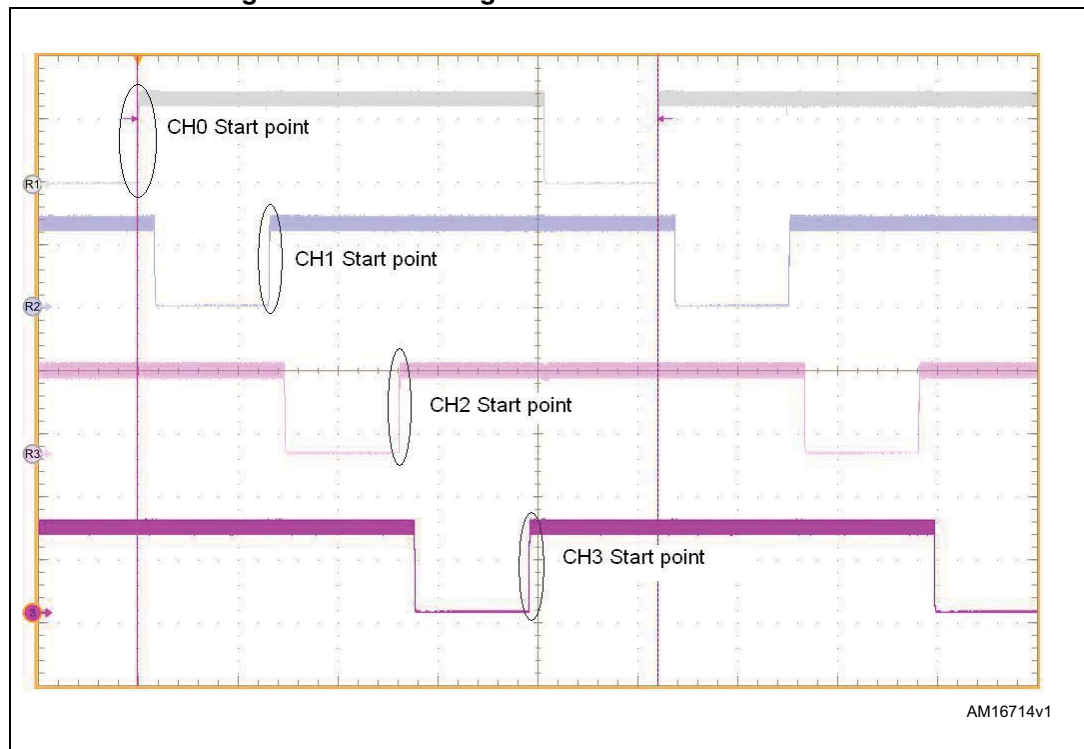 R1
CH0 Start point
R2
CH1 Start point
R3
CH2 Start point
3
CH3 Start point
AM16714v1